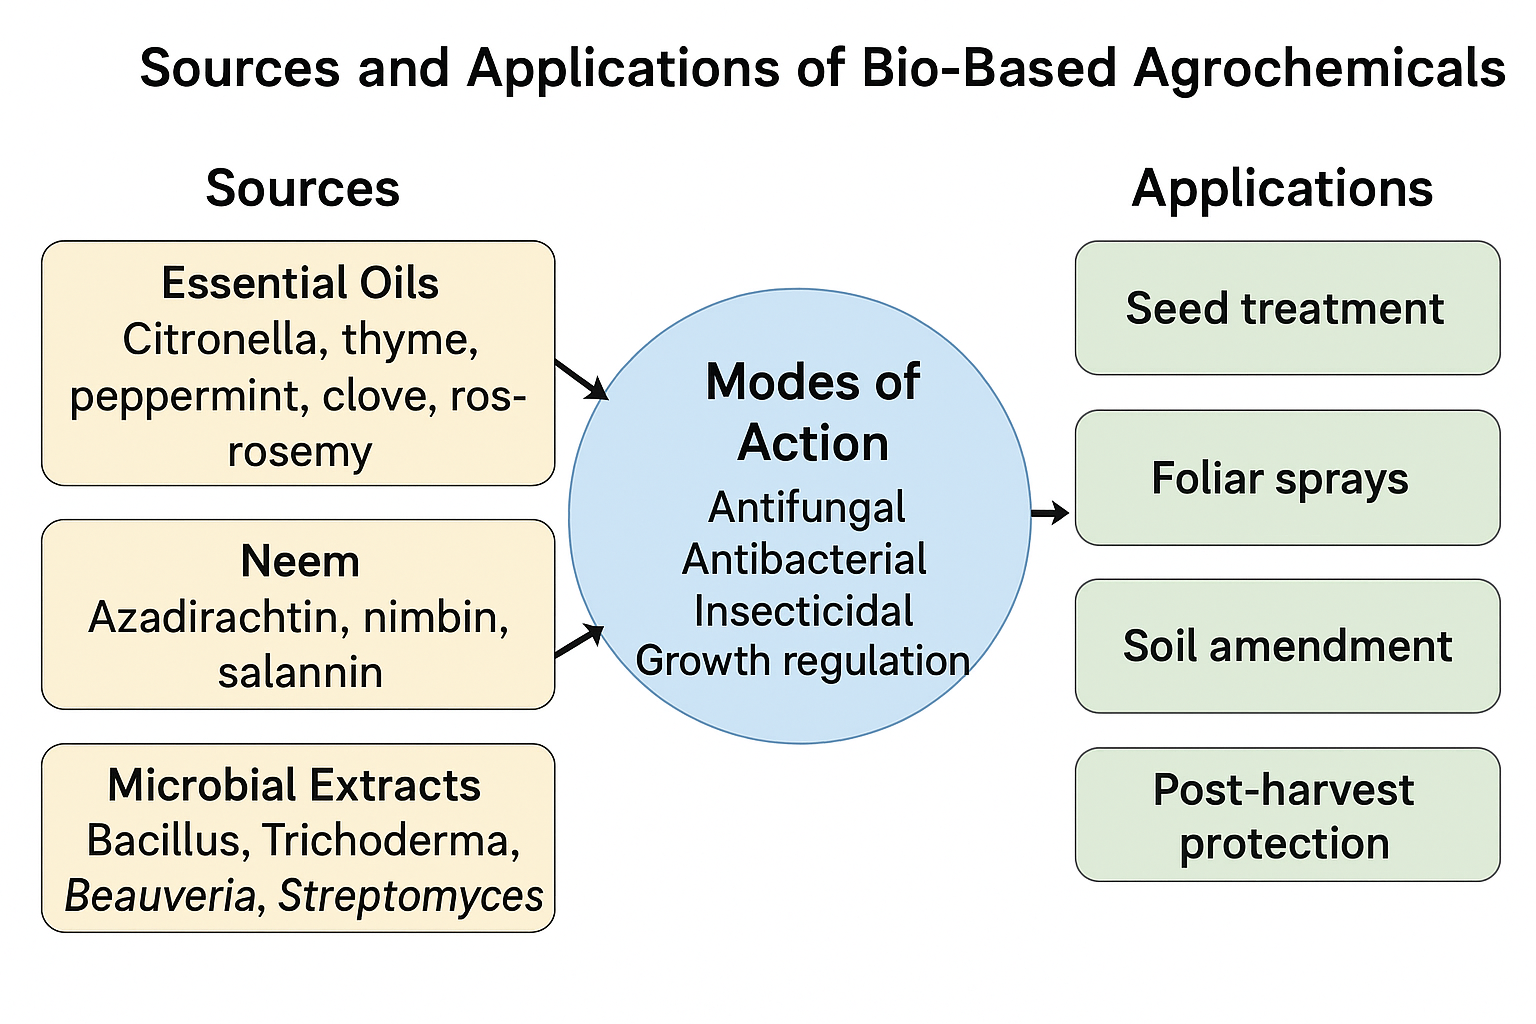 Sources and Applications of Bio-Based Agrochemicals
Sources
Essential Oils
Citronella, thyme,
peppermint, clove, ros-
rosemy
Neem
Azadirachtin, nimbin,
salannin
Microbial Extracts
Bacillus, Trichoderma,
Beauveria, Streptomyces
Modes of
Action
Antifungal
Antibacterial
Insecticidal
Growth regulation
Applications
Seed treatment
Foliar sprays
Soil amendment
Post-harvest
protection